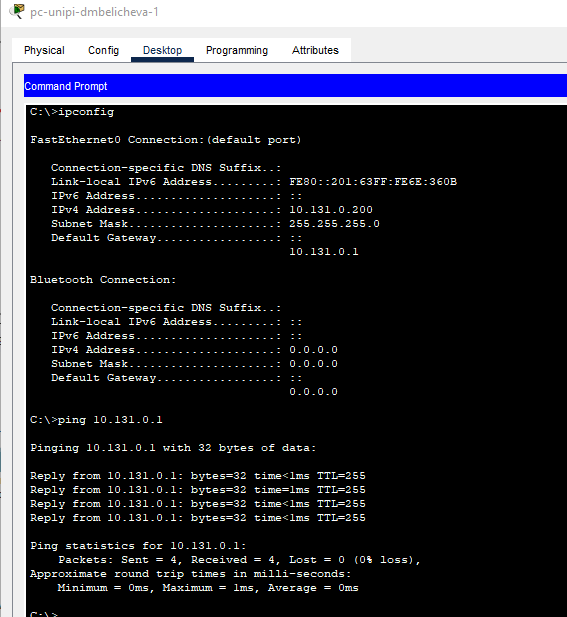 pc-unipi-dmbelicheva-1
Physical Config Desktop Programming Attributes
Command Prompt
C:\>ipconfig
FastEthernet0 Connection:(default port)
Connection-specific DNS Suffix..:
Link-local IPv6 Address.........: FE80::201:63FF:FE6E:360B
IPv6 Address....................: ::
IPv4 Address....................: 10.131.0.200
Subnet Mask.....................: 255.255.255.0
Default Gateway.................: ::
10.131.0.1
Bluetooth Connection:
Connection-specific DNS Suffix..:
Link-local IPv6 Address.........: ::
IPv6 Address....................: ::
IPv4 Address....................: 0.0.0.0
Subnet Mask.....................: 0.0.0.0
Default Gateway.................: ::
0.0.0.0
C:\>ping 10.131.0.1
Pinging 10.131.0.1 with 32 bytes of data:
Reply from 10.131.0.1: bytes=32 time<1ms TTL=255
Reply from 10.131.0.1: bytes=32 time<1ms TTL=255
Reply from 10.131.0.1: bytes=32 time<1ms TTL=255
Reply from 10.131.0.1: bytes=32 time<1ms TTL=255
Ping statistics for 10.131.0.1:
Packets: Sent = 4, Received = 4, Lost = 0 (0% loss),
Approximate round trip times in milli-seconds:
Minimum = 0ms, Maximum = 1ms, Average = 0ms
C:\>